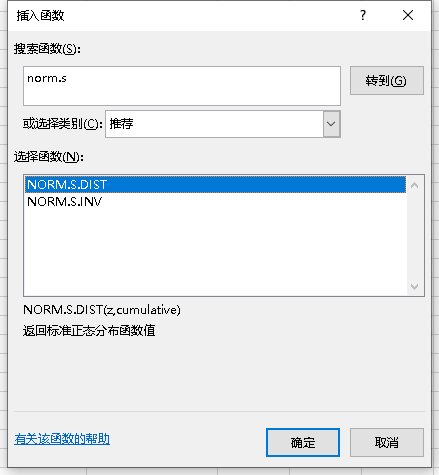 插入函数
?
搜索函数(S):
norm.s
转到(G)
或选择类别(C):
推荐
选择函数(N):
NORM.S.DIST
NORM.S.INV
NORM.S.DIST(z,cumulative)
返回标准正态分布函数值
有关该函数的帮助
确定
取消